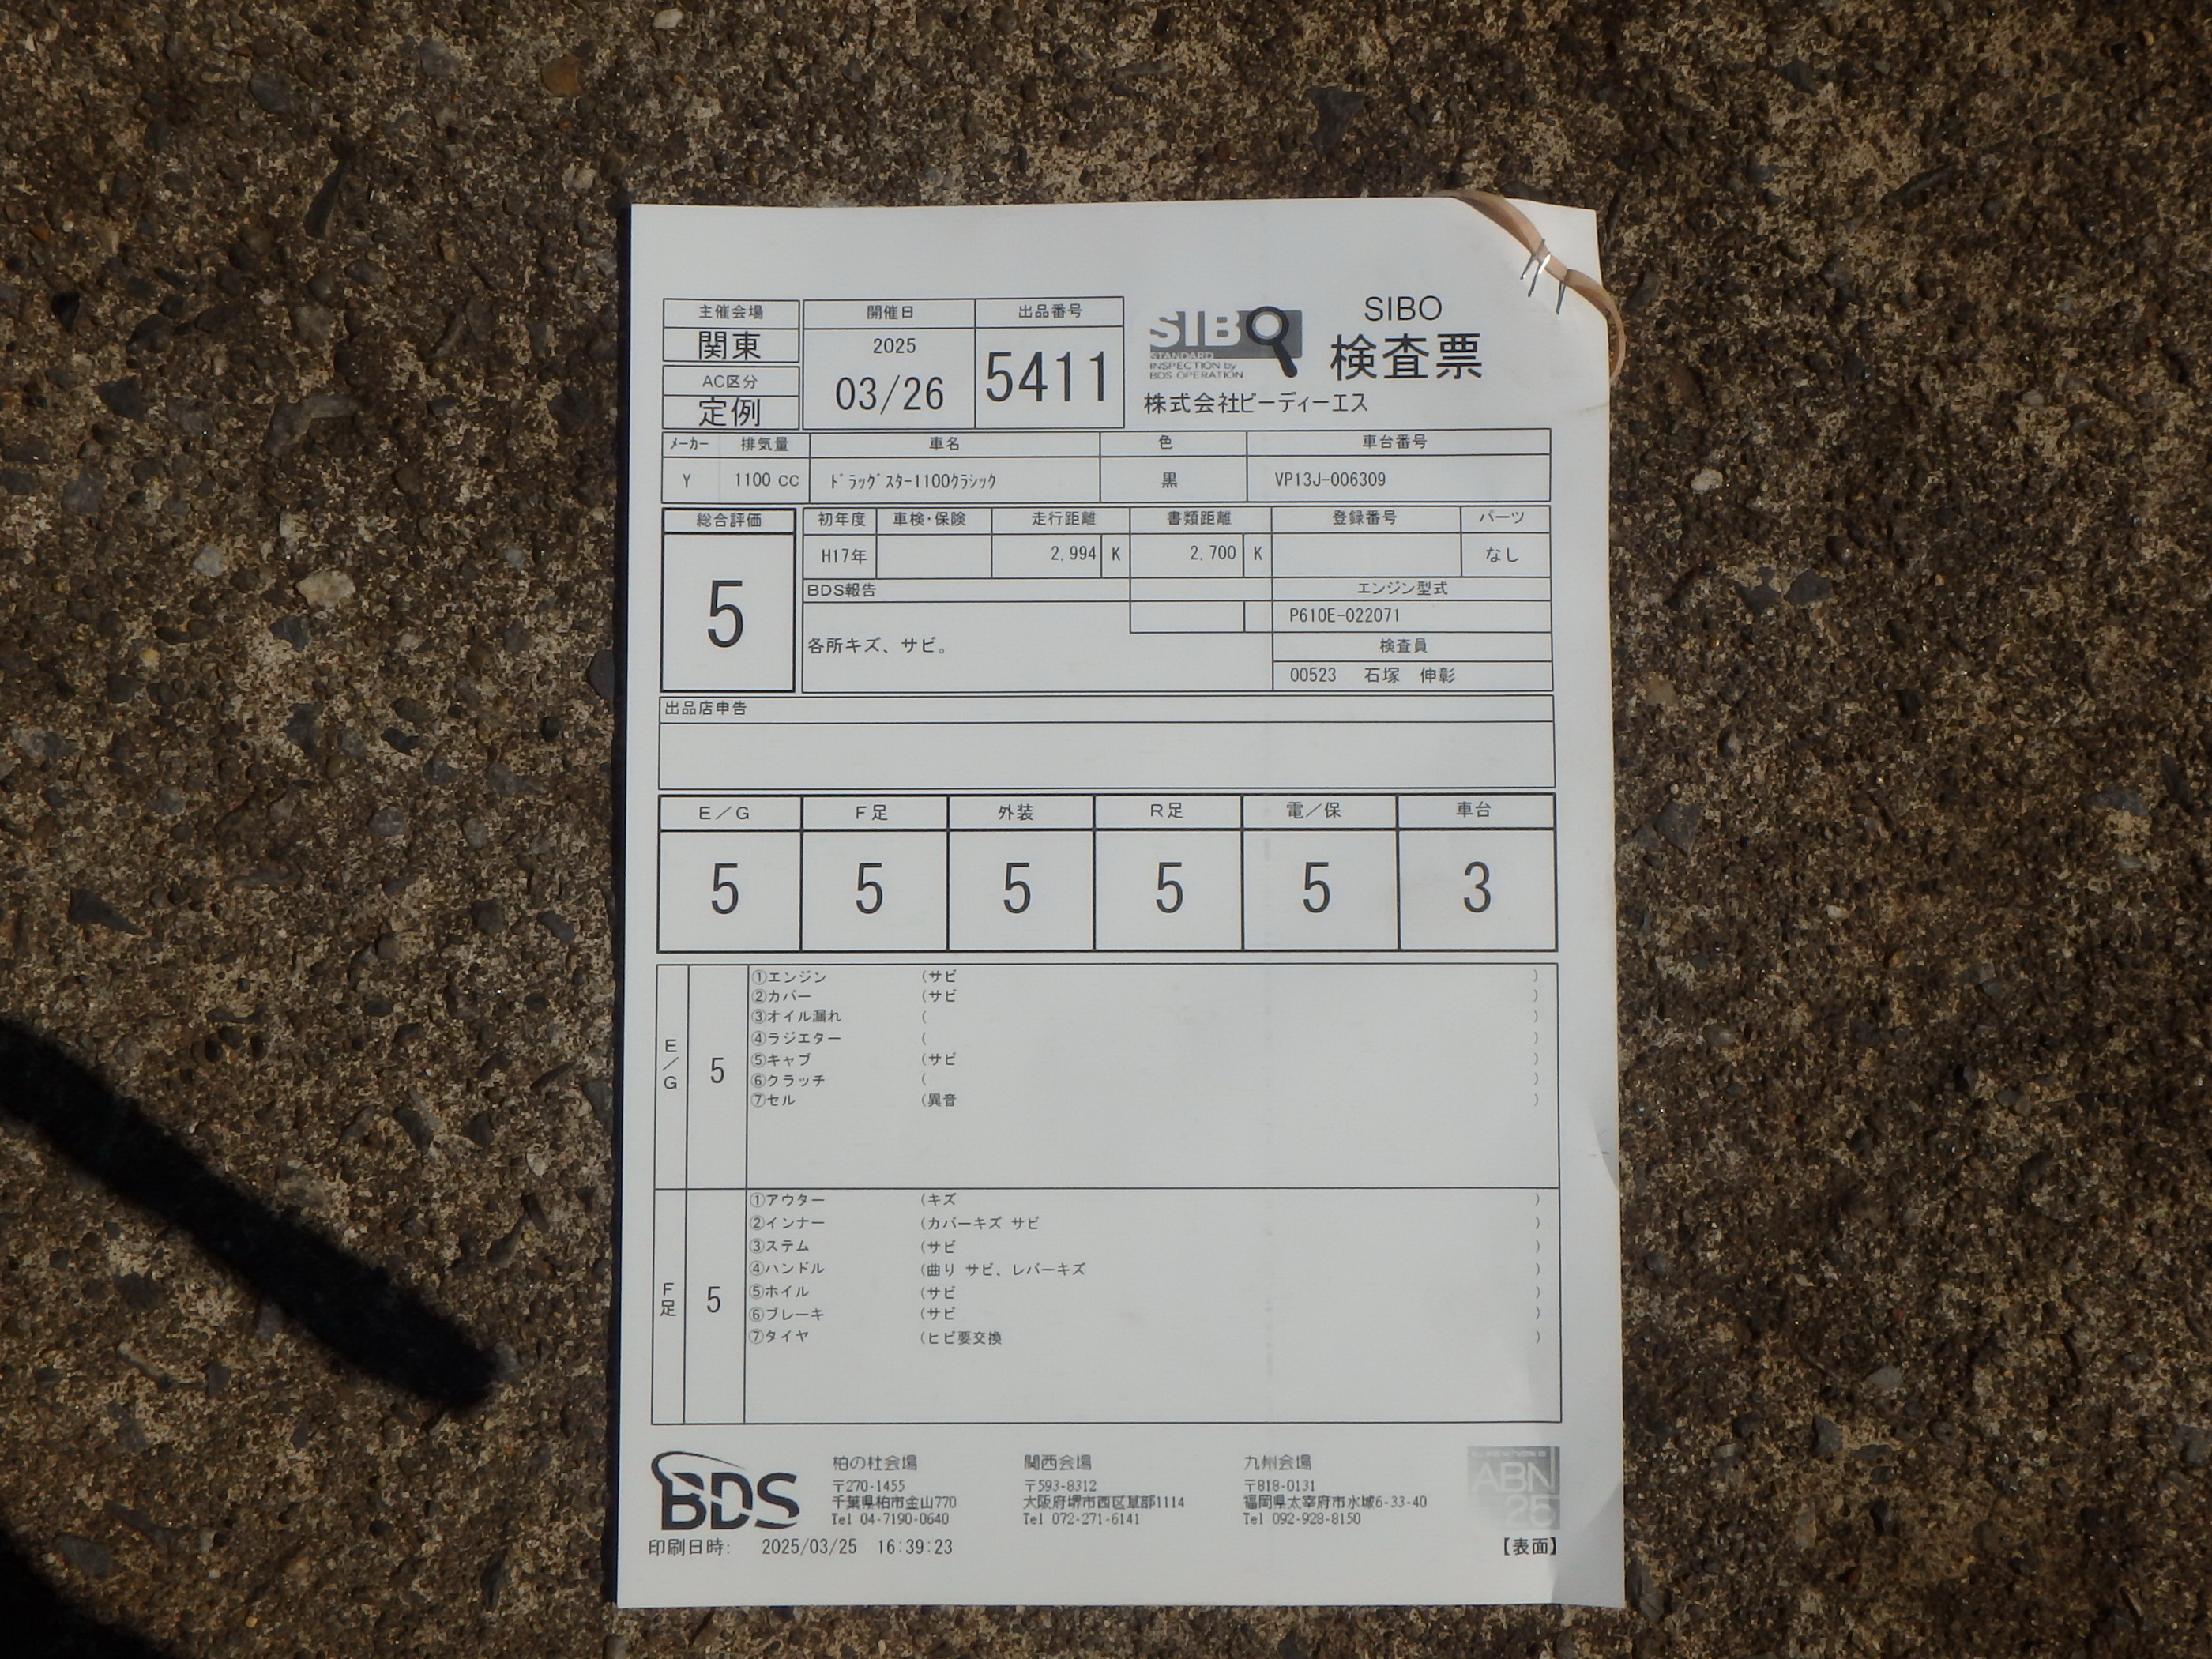 主催会場 開催日 出品番号
関東 2025 03/26 5411
AC区分
定例
SIBO
STANDARD
INSPECTION by
BDS OPERATION
SIBO
検査票
株式会社ビーディーエス
ﾒｰｶｰ 排気量 車名 色 車台番号
Y 1100 CC ﾄﾞﾗｯｸﾞｽﾀｰ1100ｸﾗｼｯｸ 黒 VP13J-006309
総合評価 初年度 車検・保険 走行距離 書類距離 登録番号 パーツ
5 H17年 2,994 K 2,700 K なし
BDS報告 エンジン型式
P610E-022071
各所キズ、サビ。 検査員
00523 石塚 伸彰
出品店申告
E/G F足 外装 R足 電/保 車台
5 5 5 5 5 3
E/G 5
①エンジン (サビ )
②カバー (サビ )
③オイル漏れ ( )
④ラジエター ( )
⑤キャブ (サビ )
⑥クラッチ ( )
⑦セル (異音 )
F足 5
①アウター (キズ )
②インナー (カバーキズ サビ )
③ステム (サビ )
④ハンドル (曲り サビ、レバーキズ )
⑤ホイル (サビ )
⑥ブレーキ (サビ )
⑦タイヤ (ヒビ要交換 )
BDS
柏の杜会場 関西会場 九州会場
〒270-1455 〒593-8312 〒818-0131
千葉県柏市金山770 大阪府堺市西区草部1114 福岡県太宰府市水城6-33-40
Tel 04-7190-0640 Tel 072-271-6141 Tel 092-928-8150
ABN
25
印刷日時: 2025/03/25 16:39:23 【表面】